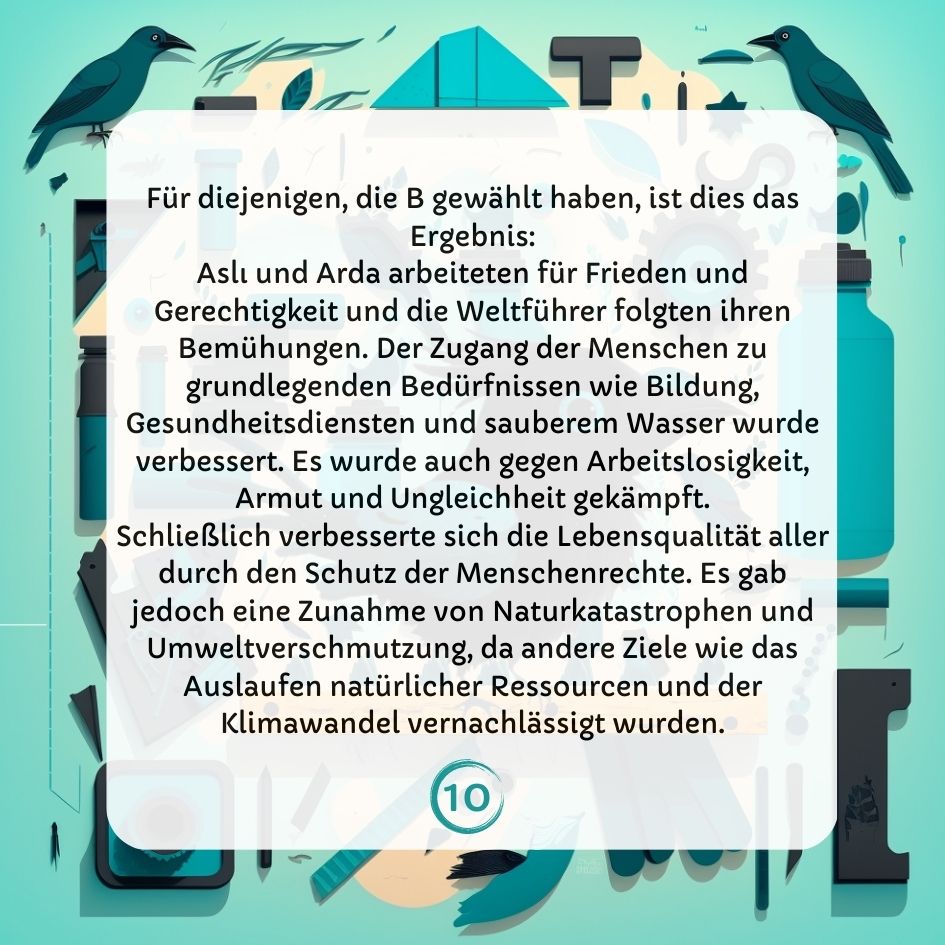 Für diejenigen, die B gewählt haben, ist dies das
Ergebnis:
Aslı und Arda arbeiteten für Frieden und
Gerechtigkeit und die Weltführer folgten ihren
Bemühungen. Der Zugang der Menschen zu
grundlegenden Bedürfnissen wie Bildung,
Gesundheitsdiensten und sauberem Wasser wurde
verbessert. Es wurde auch gegen Arbeitslosigkeit,
Armut und Ungleichheit gekämpft.
Schließlich verbesserte sich die Lebensqualität aller
durch den Schutz der Menschenrechte. Es gab
jedoch eine Zunahme von Naturkatastrophen und
Umweltverschmutzung, da andere Ziele wie das
Auslaufen natürlicher Ressourcen und der
Klimawandel vernachlässigt wurden.
10